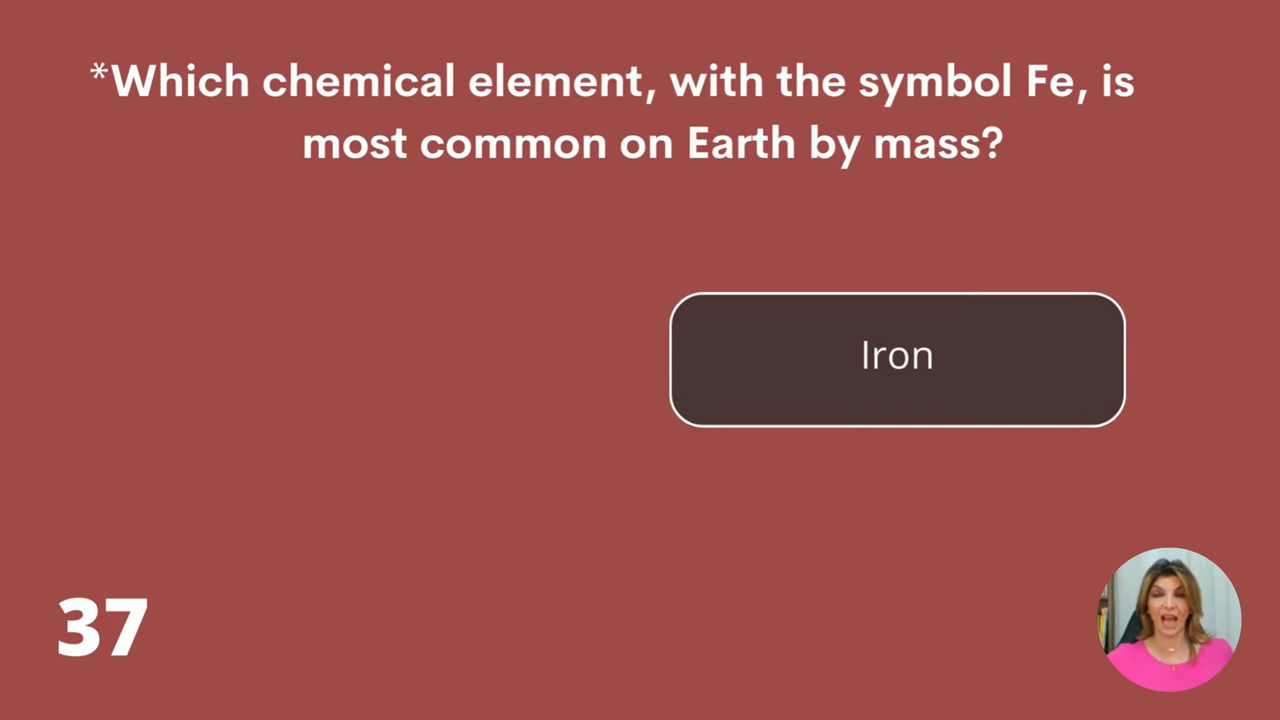 *Which chemical element, with the symbol Fe, is
most common on Earth by mass?
Iron
37